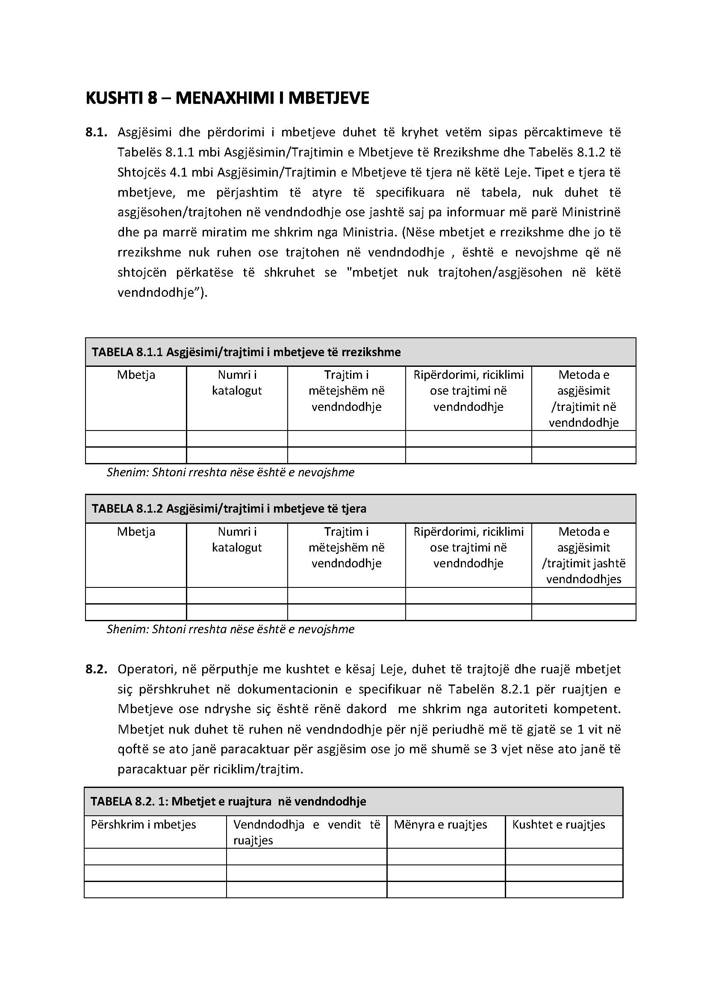 KUSHTI 8 – MENAXHIMI I MBETJEVE
8.1. Asgjësimi dhe përdorimi i mbetjeve duhet të kryhet vetëm sipas përcaktimeve të
Tabelës 8.1.1 mbi Asgjësimin/Trajtimin e Mbetjeve të Rrezikshme dhe Tabelës 8.1.2 të
Shtojcës 4.1 mbi Asgjësimin/Trajtimin e Mbetjeve të tjera në këtë Leje. Tipet e tjera të
mbetjeve, me përjashtim të atyre të specifikuara në tabela, nuk duhet të
asgjësohen/trajtohen në vendndodhje ose jashtë saj pa informuar më parë Ministrinë
dhe pa marrë miratim me shkrim nga Ministria. (Nëse mbetjet e rrezikshme dhe jo të
rrezikshme nuk ruhen ose trajtohen në vendndodhje , është e nevojshme që në
shtojcën përkatëse të shkruhet se "mbetjet nuk trajtohen/asgjësohen në këtë
vendndodhje”).
TABELA 8.1.1 Asgjësimi/trajtimi i mbetjeve të rrezikshme
Mbetja
Numri i
katalogut
Trajtim i
mëtejshëm në
vendndodhje
Ripërdorimi, riciklimi
ose trajtimi në
vendndodhje
Metoda e
asgjësimit
/trajtimit në
vendndodhje
Shenim: Shtoni rreshta nëse është e nevojshme
TABELA 8.1.2 Asgjësimi/trajtimi i mbetjeve të tjera
Mbetja
Numri i
katalogut
Trajtim i
mëtejshëm në
vendndodhje
Ripërdorimi, riciklimi
ose trajtimi në
vendndodhje
Metoda e
asgjësimit
/trajtimit jashtë
vendndodhjes
Shenim: Shtoni rreshta nëse është e nevojshme
8.2. Operatori, në përputhje me kushtet e kësaj Leje, duhet të trajtojë dhe ruajë mbetjet
siç përshkruhet në dokumentacionin e specifikuar në Tabelën 8.2.1 për ruajtjen e
Mbetjeve ose ndryshe siç është rënë dakord me shkrim nga autoriteti kompetent.
Mbetjet nuk duhet të ruhen në vendndodhje për një periudhë më të gjatë se 1 vit në
qoftë se ato janë paracaktuar për asgjësim ose jo më shumë se 3 vjet nëse ato janë të
paracaktuar për riciklim/trajtim.
TABELA 8.2. 1: Mbetjet e ruajtura në vendndodhje
Përshkrim i mbetjes
Vendndodhja e vendit të
ruajtjes
Mënyra e ruajtjes
Kushtet e ruajtjes